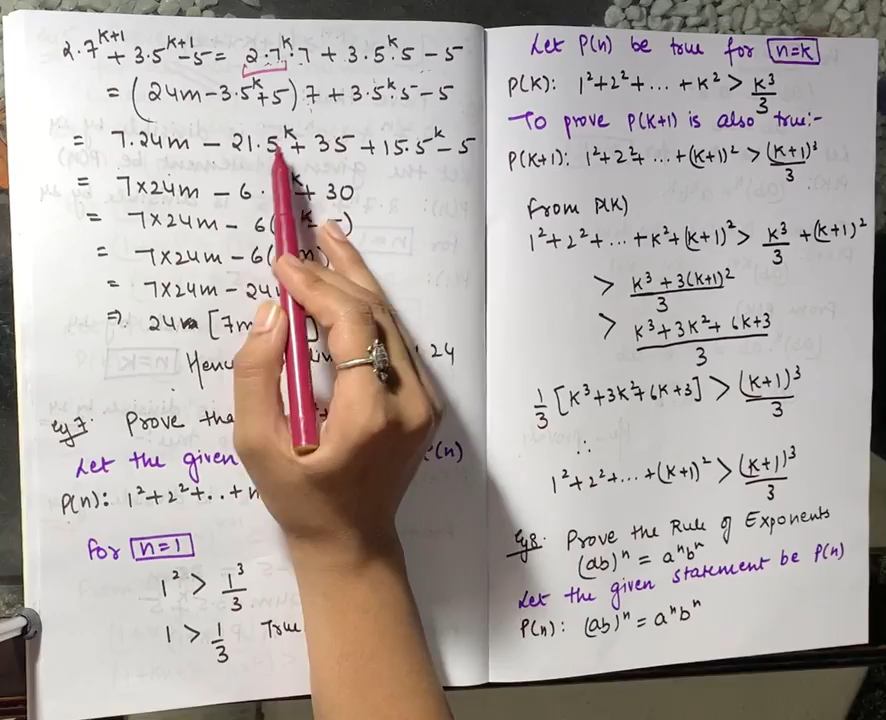 2·7^{k+1} + 3·5^{k+1} - 5 = 2·7^k·7 + 3·5^k 5 - 5
= (24m - 3·5^k + 5) 7 + 3·5^k·5 - 5
= 7·24m - 21·5^k + 35 + 15·5^k - 5
= 7×24m - 6· k + 30
= 7×24m - 6( )
= 7×24m - 6(
= 7×24m - 24
⇒ 24 [7m ]
Hence 24
Eg 7. Prove
Let the given P(n)
P(n): 1²+2²+..+
For n=1
1² > 1³/3
1 > 1/3 True
Let P(n) be true for n=k
P(k): 1²+2²+...+k² > k³/3
To prove P(k+1) is also true:-
P(k+1): 1²+2²+...+(k+1)² > (k+1)³/3
from P(k)
1²+2²+...+k²+(k+1)² > k³/3 +(k+1)²
> k³+3(k+1)²/3
> k³+3k²+6k+3/3
1/3 [k³+3k²+6k+3] > (k+1)³/3
∴
1²+2²+...+(k+1)² > (k+1)³/3
Eg 8. Prove the Rule of Exponents
(ab)ⁿ = aⁿbⁿ
Let the given statement be P(n)
P(n): (ab)ⁿ = aⁿbⁿ